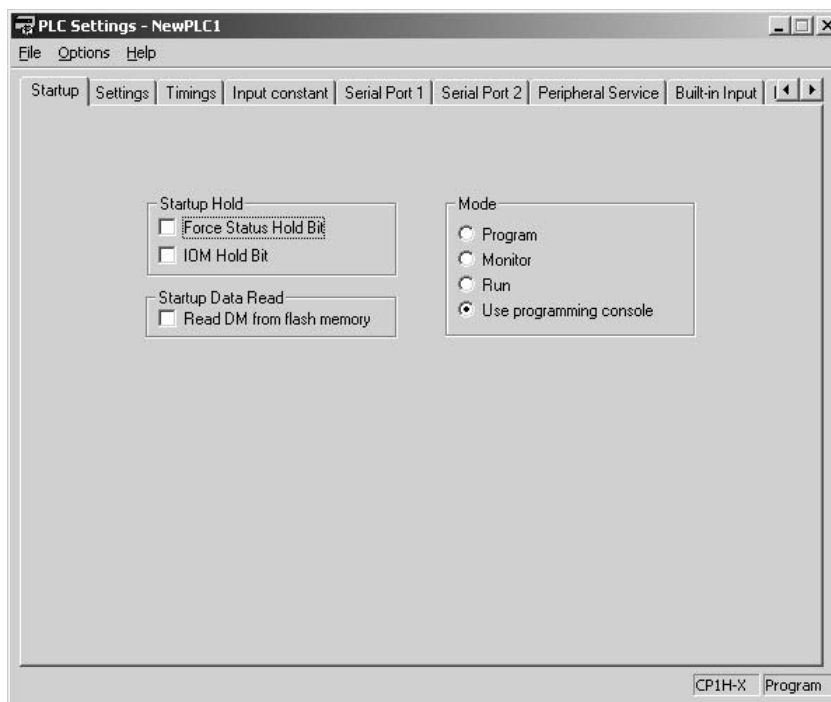 PLC Settings - NewPLC1
File Options Help
Startup Settings Timings Input constant Serial Port 1 Serial Port 2 Peripheral Service Built-in Input
Startup Hold
Force Status Hold Bit
IOM Hold Bit
Startup Data Read
Read DM from flash memory
Mode
Program
Monitor
Run
Use programming console
CP1H-X Program